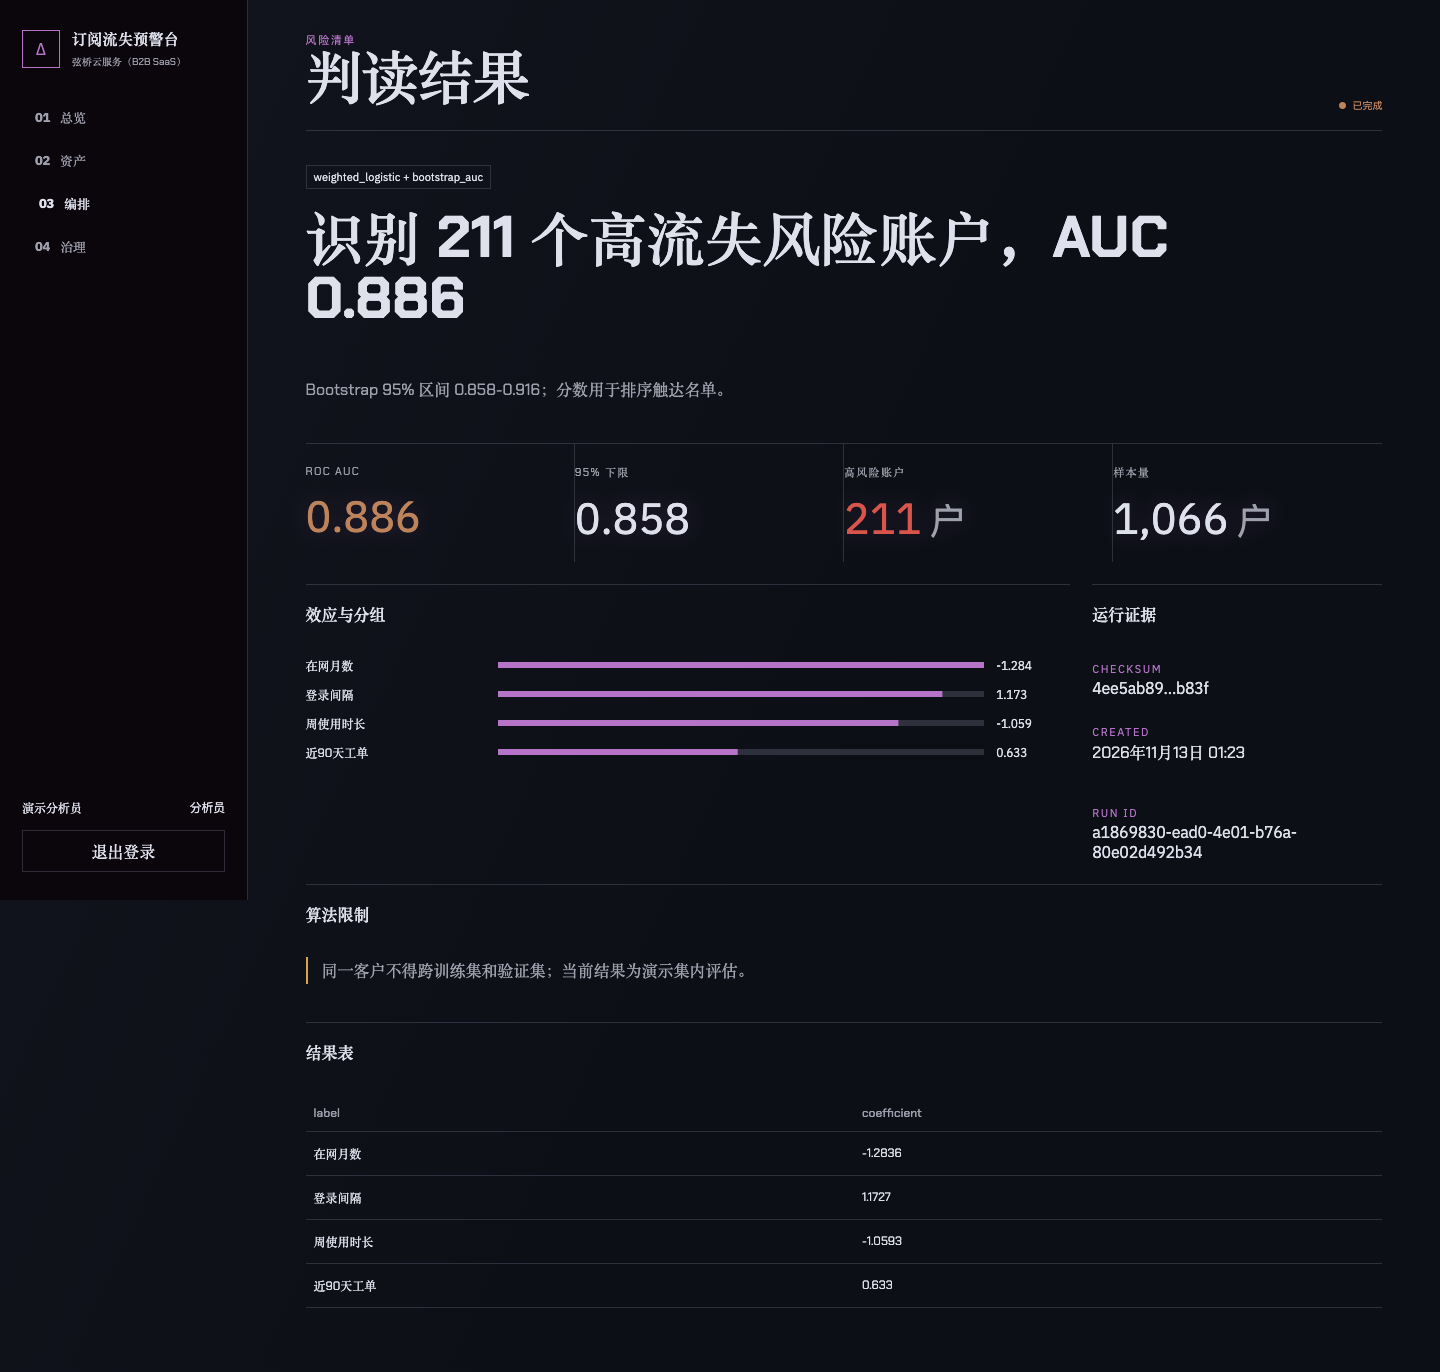 Δ
订阅流失预警台
弦桥云服务（B2B SaaS）
01 总览
02 资产
03 编排
04 治理
演示分析员 分析员
退出登录
风险清单
判读结果
已完成
weighted_logistic + bootstrap_auc
识别 211 个高流失风险账户，AUC
0.886
Bootstrap 95% 区间 0.858-0.916；分数用于排序触达名单。
ROC AUC
0.886
95% 下限
0.858
高风险账户
211 户
样本量
1,066 户
效应与分组
在网月数 -1.284
登录间隔 1.173
周使用时长 -1.059
近90天工单 0.633
运行证据
CHECKSUM
4ee5ab89...b83f
CREATED
2026年11月13日 01:23
RUN ID
a1869830-ead0-4e01-b76a-
80e02d492b34
算法限制
同一客户不得跨训练集和验证集；当前结果为演示集内评估。
结果表
label coefficient
在网月数 -1.2836
登录间隔 1.1727
周使用时长 -1.0593
近90天工单 0.633